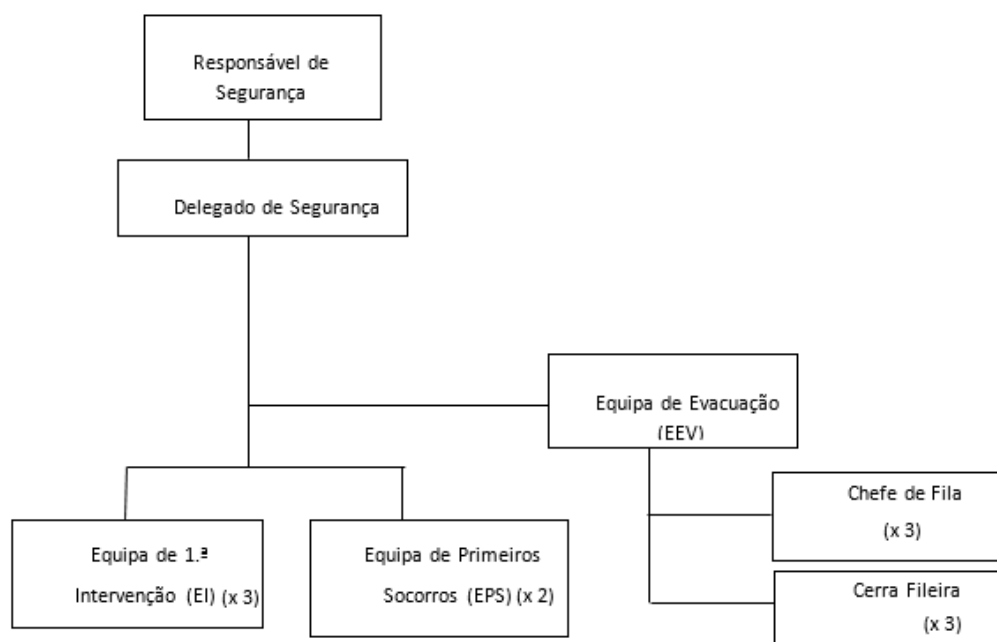 Responsável de
Segurança
Delegado de Segurança
Equipa de Evacuação
(EEV)
Chefe de Fila
(x 3)
Equipa de 1.ª
Intervenção (EI) (x 3)
Equipa de Primeiros
Socorros (EPS) (x 2)
Cerra Fileira
(x 3)